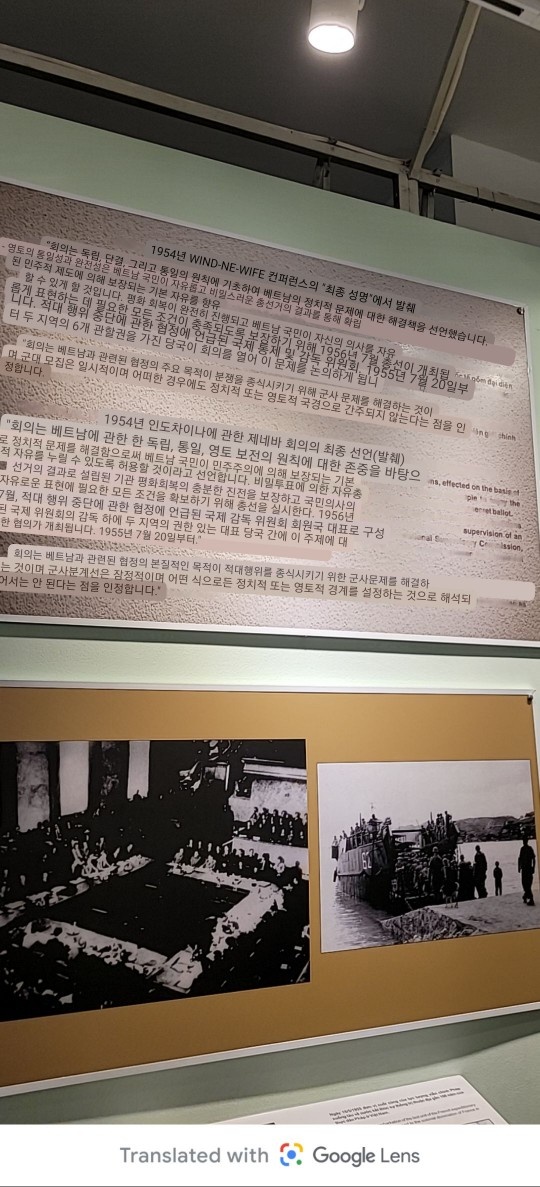 1954년 WIND-NE-WIFE 컨퍼런스의 "최종 성명"에서 발췌
"회의는 독립, 단결, 그리고 통일의 원칙에 기초하여 베트남의 정치적 문제에 대한 해결책을 선언했습니다.
영토의 통일성과 완전성은 베트남 국민이 자유롭고 비밀스러운 총선거의 결과를 통해 확립
된 민주적 제도에 의해 보장되는 기본 자유를 향유
할 수 있게 할 것입니다. 평화 회복이 완전히 진행되고 베트남 국민이 자신의 의사를 자유
롭게 표현하는 데 필요한 모든 조건이 충족되도록 보장하기 위해 1956년 7월 총선이 개최된
니다. 적대 행위 중단에 관한 협정에 언급된 국제 통제 및 감독 위원회, 1955년 7월 20일부
터 두 지역의 6개 관할권을 가진 당국이 회의를 열어 이 문제를 논의하게 됩니
gồm đại diện
"회의는 베트남과 관련된 협정의 주요 목적이 분쟁을 종식시키기 위해 군사 문제를 해결하는 것이
며 군대 모집은 일시적이며 어떠한 경우에도 정치적 또는 영토적 국경으로 간주되지 않는다는 점을 인
정합니다.
chính
1954년 인도차이나에 관한 제네바 회의의 최종 선언(발췌)
"회의는 베트남에 관한 한 독립, 통일, 영토 보전의 원칙에 대한 존중을 바탕으
로 정치적 문제를 해결함으로써 베트남 국민이 민주주의에 의해 보장되는 기본
적 자유를 누릴 수 있도록 허용할 것이라고 선언합니다. 비밀투표에 의한 자유총
선거의 결과로 설립된 기관 평화회복의 충분한 진전을 보장하고 국민의사의
자유로운 표현에 필요한 모든 조건을 확보하기 위해 총선을 실시한다. 1956년
7월, 적대 행위 중단에 관한 협정에 언급된 국제 감독 위원회 회원국 대표로 구성
된 국제 위원회의 감독 하에 두 지역의 권한 있는 대표 당국 간에 이 주제에 대
한 협의가 개최됩니다. 1955년 7월 20일부터."
effected on the basis of
the
ballot.
supervision of an
Commission,
회의는 베트남과 관련된 협정의 본질적인 목적이 적대행위를 종식시키기 위한 군사문제를 해결하
는 것이며 군사분계선은 잠정적이며 어떤 식으로든 정치적 또는 영토적 경계를 설정하는 것으로 해석되
어서는 안 된다는 점을 인정합니다."
Translated with Google Lens